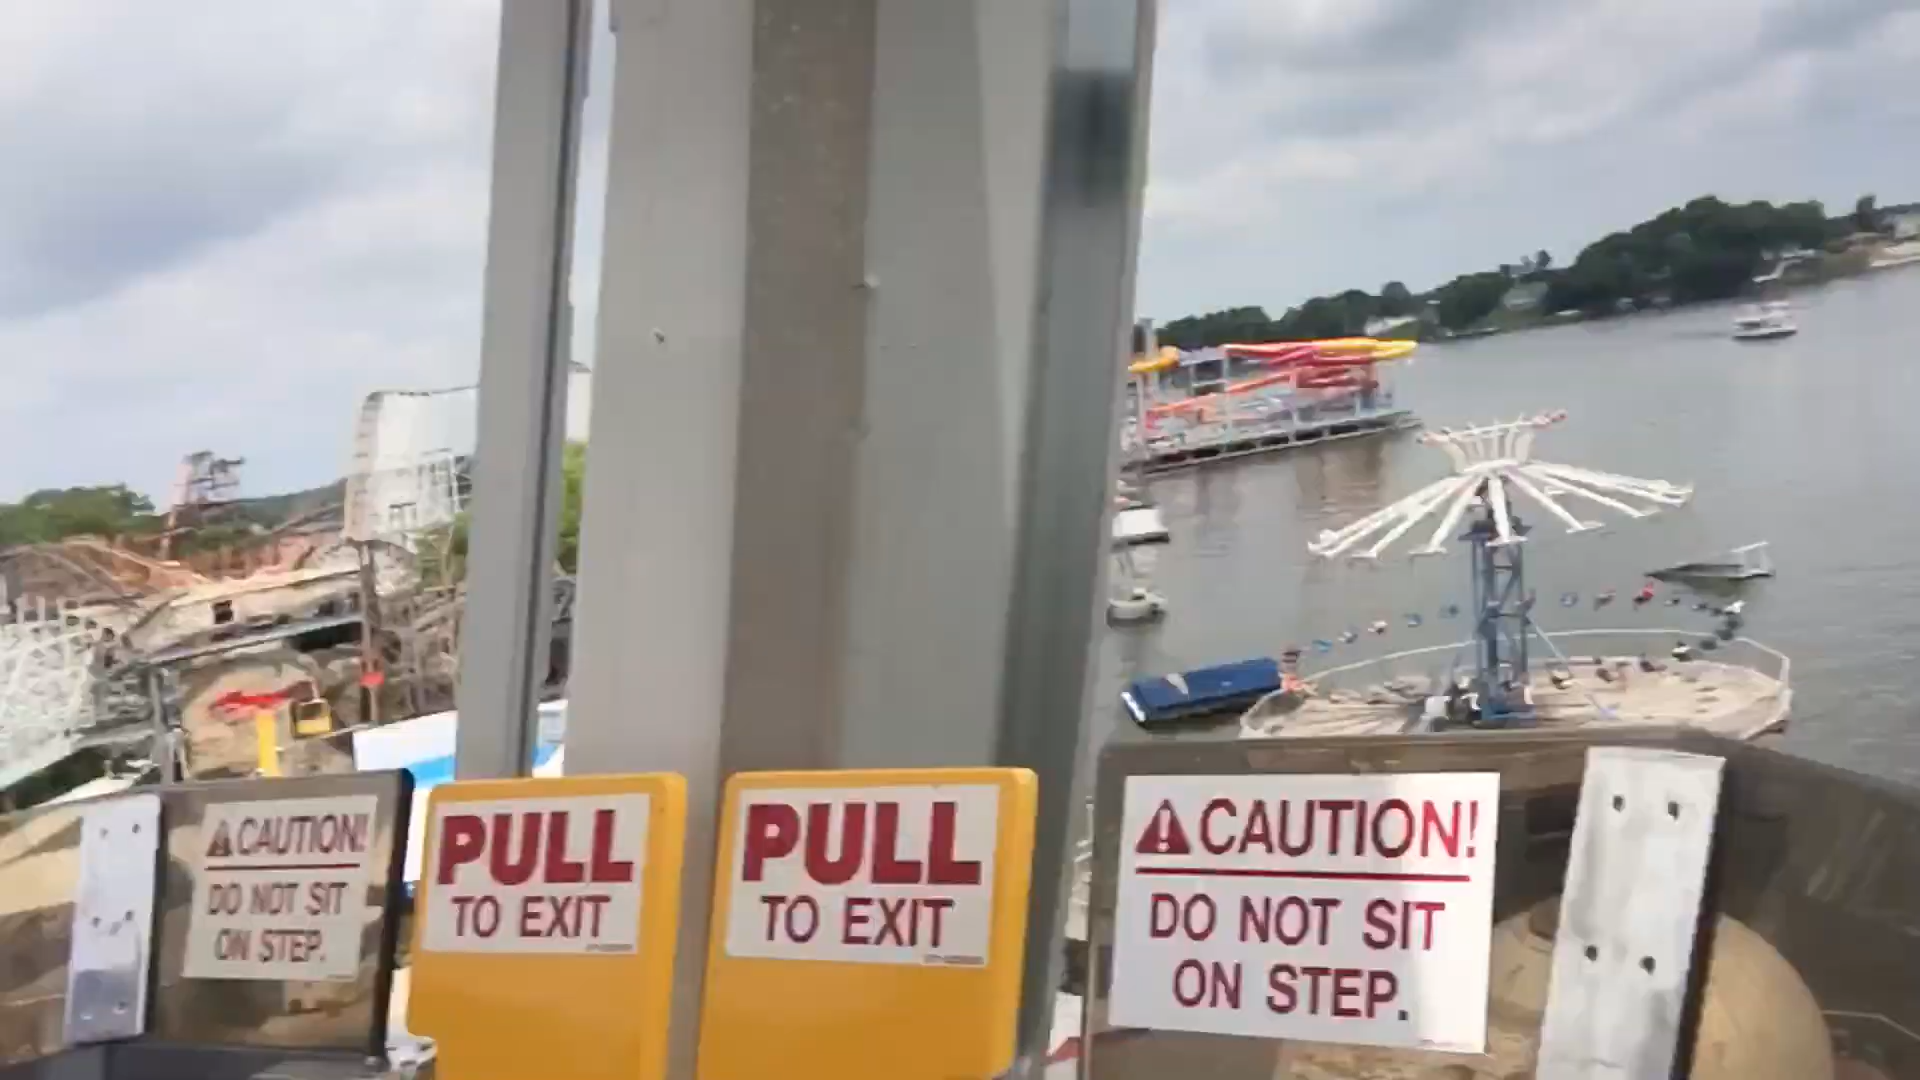 CAUTION!
DO NOT SIT
ON STEP.
PULL
TO EXIT
PULL
TO EXIT
CAUTION!
DO NOT SIT
ON STEP.